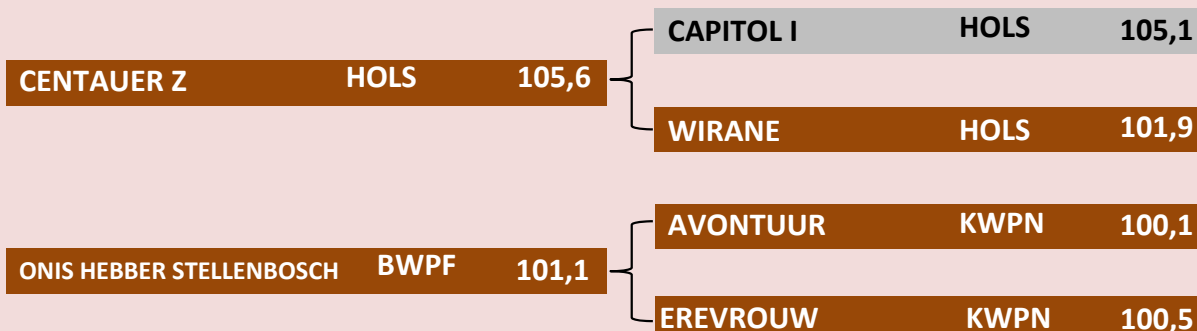 CAPITOL I HOLS 105,1
CENTAUER Z HOLS 105,6
WIRANE HOLS 101,9
AVONTUUR KWPN 100,1
ONIS HEBBER STELLENBOSCH BWPF 101,1
EREVROUW KWPN 100,5